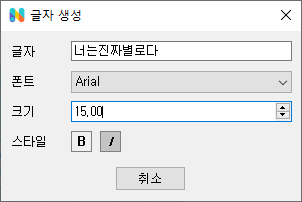 글자 생성
글자 너는진짜별로다
폰트 Arial
크기 15,00
스타일 B I
취소